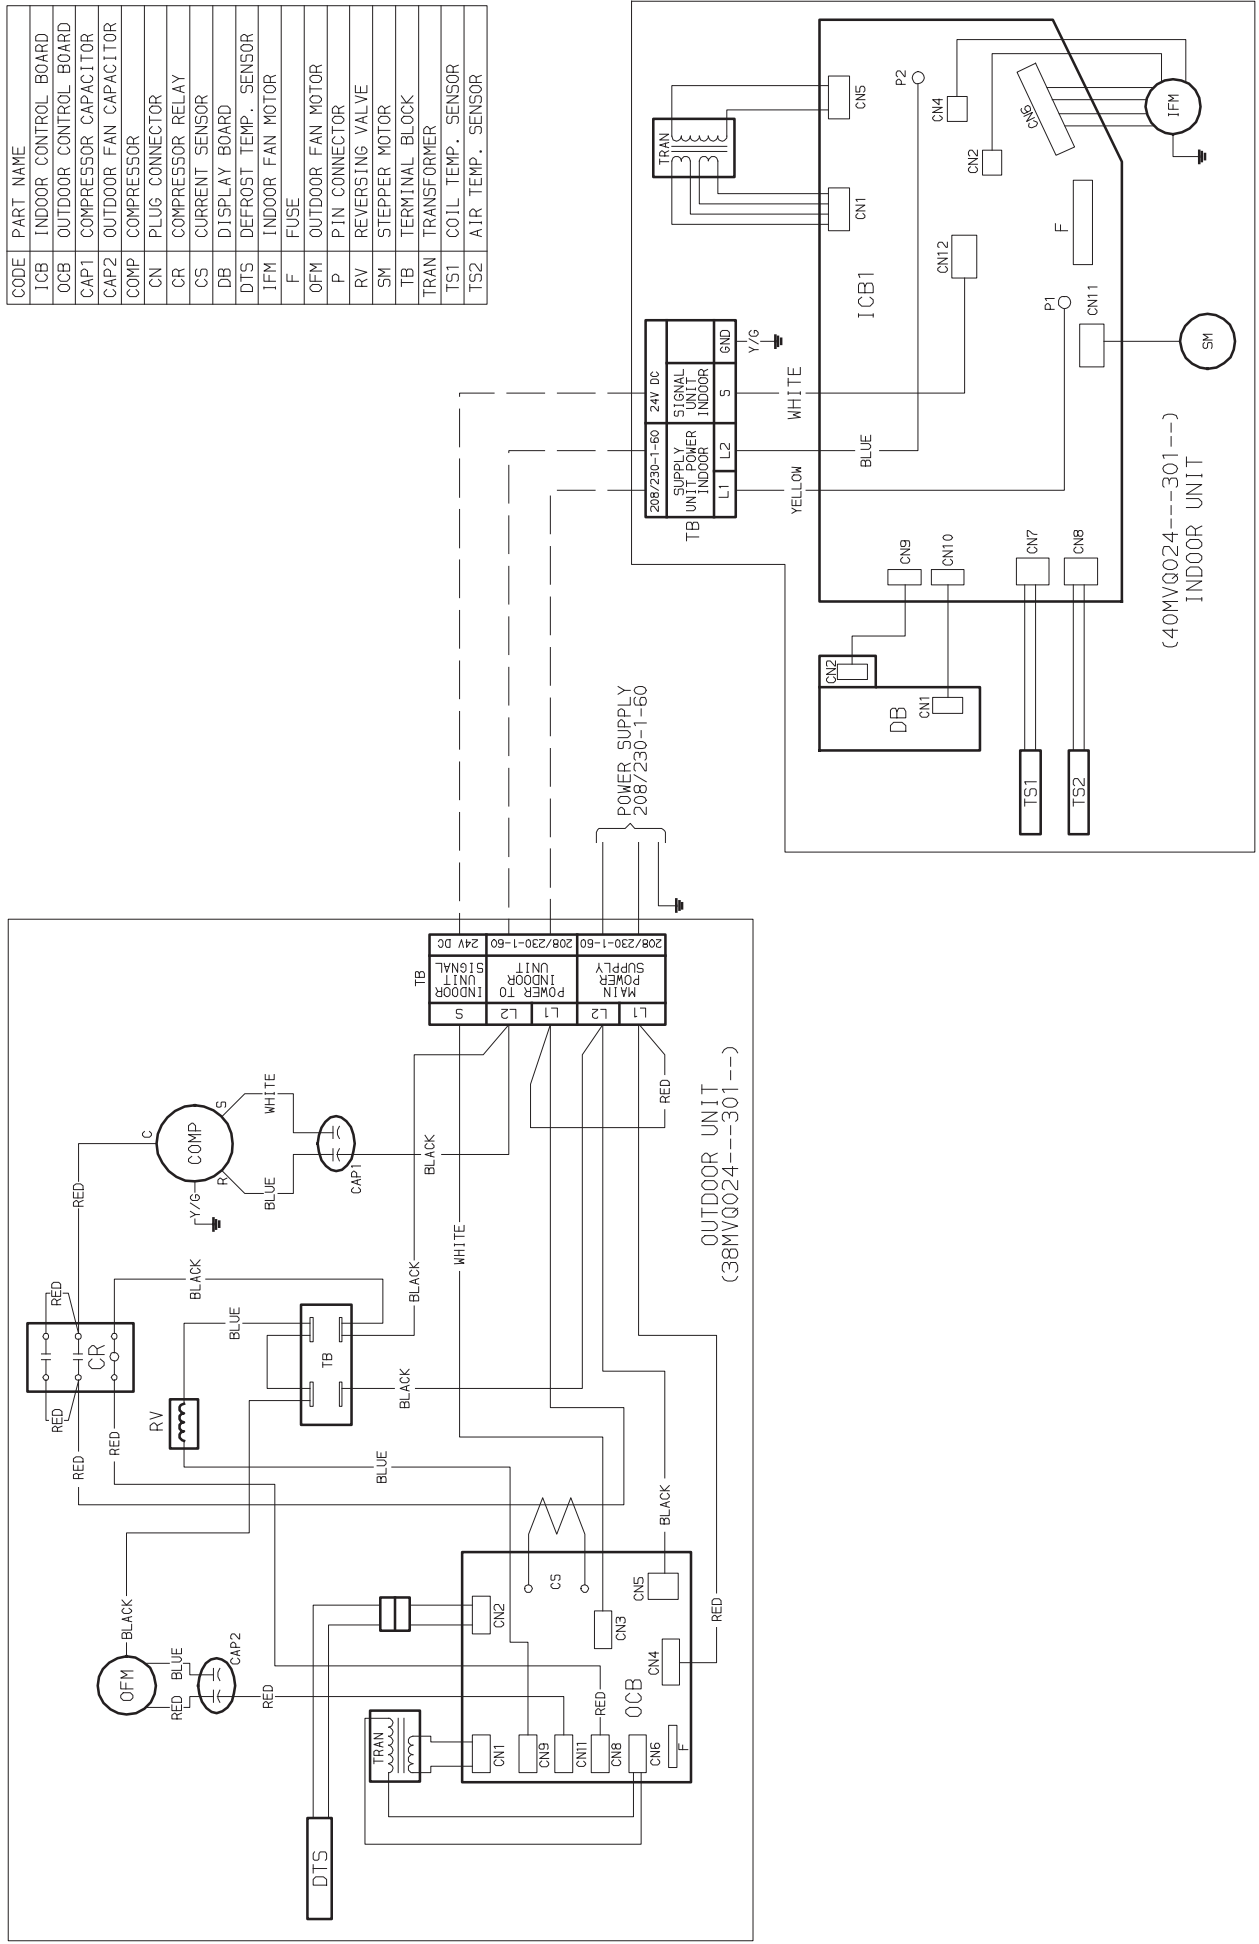 CODE PART NAME
ICB INDOOR CONTROL BOARD
OCB OUTDOOR CONTROL BOARD
CAP1 COMPRESSOR CAPACITOR
CAP2 OUTDOOR FAN CAPACITOR
COMP COMPRESSOR
CN PLUG CONNECTOR
CR COMPRESSOR RELAY
CS CURRENT SENSOR
DB DISPLAY BOARD
DTS DEFROST TEMP. SENSOR
IFM INDOOR FAN MOTOR
F FUSE
OFM OUTDOOR FAN MOTOR
P PIN CONNECTOR
RV REVERSING VALVE
SM STEPPER MOTOR
TB TERMINAL BLOCK
TRAN TRANSFORMER
TS1 COIL TEMP. SENSOR
TS2 AIR TEMP. SENSOR
RED
RED
CR
RED
RED
RED
RED
BLACK
RV
BLUE
TB
BLACK
BLACK
BLUE
COMP
C
S
R
Y/G
WHITE
BLUE
CAP1
BLACK
WHITE
OFM
BLACK
BLUE
RED
CAP2
RED
DTS
TRAN
CN1
CN2
CN9
CN11
CN8
CN6
F
RED
CS
CN3
CN5
CN4
OCB
BLACK
RED
RED
TB
24V DC
INDOOR
UNIT
SIGNAL
S
208/230-1-60
POWER TO
INDOOR
UNIT
L2
L1
208/230-1-60
MAIN
POWER
SUPPLY
L2
L1
OUTDOOR UNIT
(38MVQ024---301--)
POWER SUPPLY
208/230-1-60
TB
208/230-1-60
24V DC
SUPPLY
UNIT POWER
INDOOR
SIGNAL
UNIT
INDOOR
L1
L2
S
GND
Y/G
YELLOW
WHITE
BLUE
TRAN
CN5
CN1
ICB1
P2
CN4
CN2
CN6
IFM
CN12
F
P1
CN11
SM
CN9
CN10
CN7
CN8
CN2
CN1
DB
TS1
TS2
(40MVQ024---301--)
INDOOR UNIT